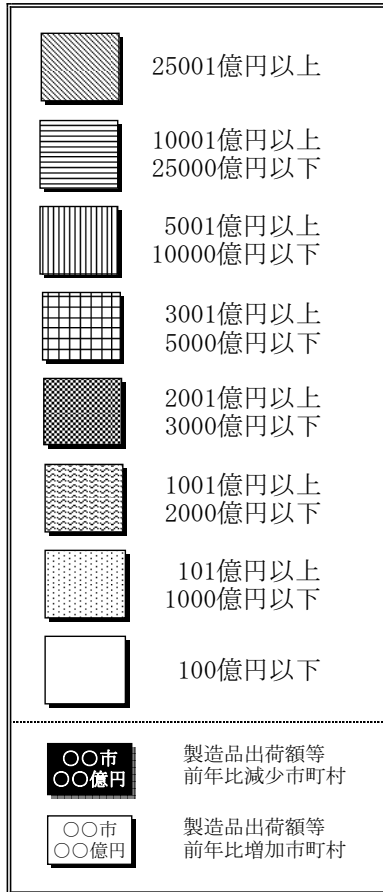 25001億円以上
10001億円以上
25000億円以下
5001億円以上
10000億円以下
3001億円以上
5000億円以下
2001億円以上
3000億円以下
1001億円以上
2000億円以下
101億円以上
1000億円以下
100億円以下
○○市
○○億円
製造品出荷額等
前年比減少市町村
○○市
○○億円
製造品出荷額等
前年比増加市町村